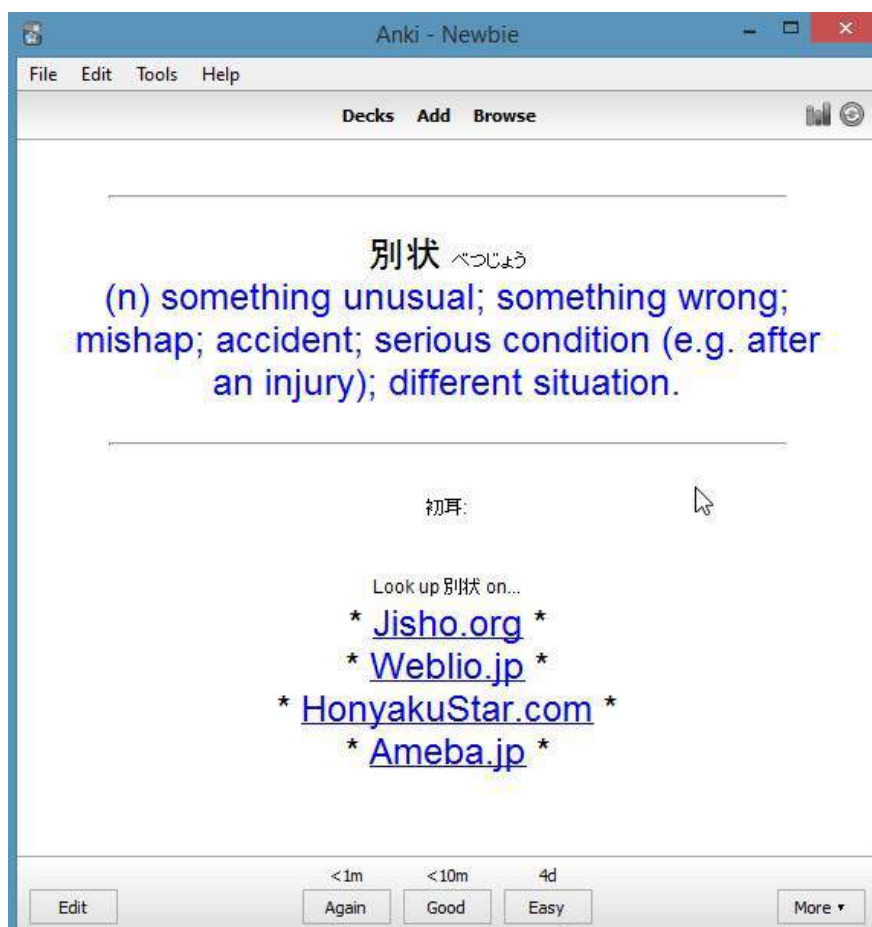 Anki - Newbie
File Edit Tools Help
Decks Add Browse
別状 べつじょう
(n) something unusual; something wrong;
mishap; accident; serious condition (e.g. after
an injury); different situation.
初耳:
Look up 別状 on...
* Jisho.org *
* Weblio.jp *
* HonyakuStar.com *
* Ameba.jp *
<1m <10m 4d
Edit Again Good Easy More ▾